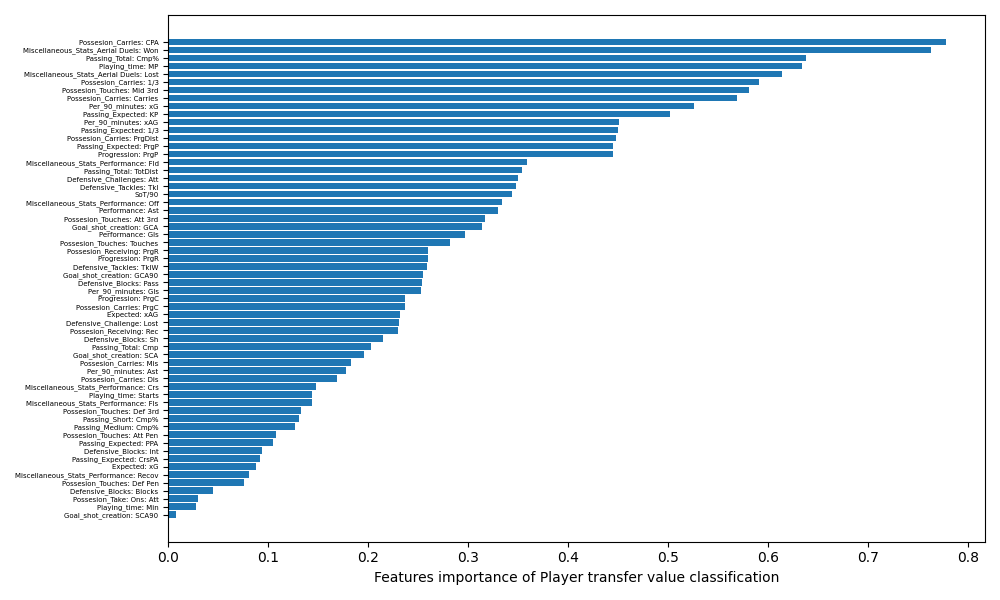 Possesion_Carries: CPA
Miscellaneous_Stats_Aerial Duels: Won
Passing_Total: Cmp%
Playing_time: MP
Miscellaneous_Stats_Aerial Duels: Lost
Possesion_Carries: 1/3
Possesion_Touches: Mid 3rd
Possesion_Carries: Carries
Per_90_minutes: xG
Passing_Expected: KP
Per_90_minutes: xAG
Passing_Expected: 1/3
Possesion_Carries: PrgDist
Passing_Expected: PrgP
Progression: PrgP
Miscellaneous_Stats_Performance: Fld
Passing_Total: TotDist
Defensive_Challenges: Att
Defensive_Tackles: Tkl
SoT/90
Miscellaneous_Stats_Performance: Off
Performance: Ast
Possesion_Touches: Att 3rd
Goal_shot_creation: GCA
Performance: Gls
Possesion_Touches: Touches
Possesion_Receiving: PrgR
Progression: PrgR
Defensive_Tackles: TklW
Goal_shot_creation: GCA90
Defensive_Blocks: Pass
Per_90_minutes: Gls
Progression: PrgC
Possesion_Carries: PrgC
Expected: xAG
Defensive_Challenge: Lost
Possesion_Receiving: Rec
Defensive_Blocks: Sh
Passing_Total: Cmp
Goal_shot_creation: SCA
Possesion_Carries: Mis
Per_90_minutes: Ast
Possesion_Carries: Dis
Miscellaneous_Stats_Performance: Crs
Playing_time: Starts
Miscellaneous_Stats_Performance: Fls
Possesion_Touches: Def 3rd
Passing_Short: Cmp%
Passing_Medium: Cmp%
Possesion_Touches: Att Pen
Passing_Expected: PPA
Defensive_Blocks: Int
Passing_Expected: CrsPA
Expected: xG
Miscellaneous_Stats_Performance: Recov
Possesion_Touches: Def Pen
Defensive_Blocks: Blocks
Possesion_Take: Ons: Att
Playing_time: Min
Goal_shot_creation: SCA90
0.0 0.1 0.2 0.3 0.4 0.5 0.6 0.7 0.8
Features importance of Player transfer value classification